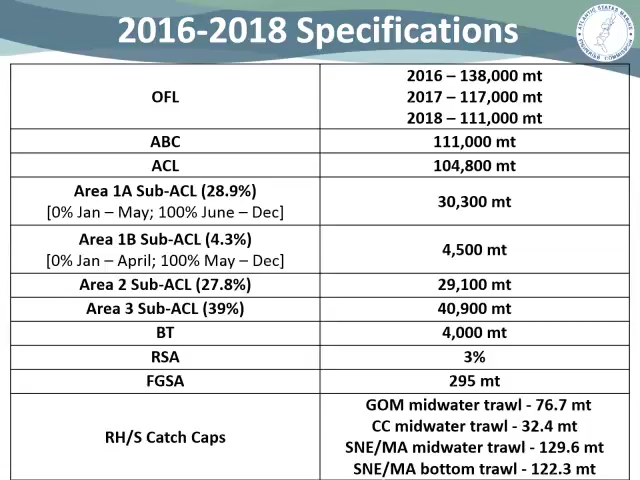 2016-2018 Specifications
ATLANTIC STATES MARINE
FISHERIES COMMISSION
OFL
2016 – 138,000 mt
2017 – 117,000 mt
2018 – 111,000 mt
ABC
111,000 mt
ACL
104,800 mt
Area 1A Sub-ACL (28.9%)
[0% Jan – May; 100% June – Dec]
30,300 mt
Area 1B Sub-ACL (4.3%)
[0% Jan – April; 100% May – Dec]
4,500 mt
Area 2 Sub-ACL (27.8%)
29,100 mt
Area 3 Sub-ACL (39%)
40,900 mt
BT
4,000 mt
RSA
3%
FGSA
295 mt
RH/S Catch Caps
GOM midwater trawl - 76.7 mt
CC midwater trawl - 32.4 mt
SNE/MA midwater trawl - 129.6 mt
SNE/MA bottom trawl - 122.3 mt